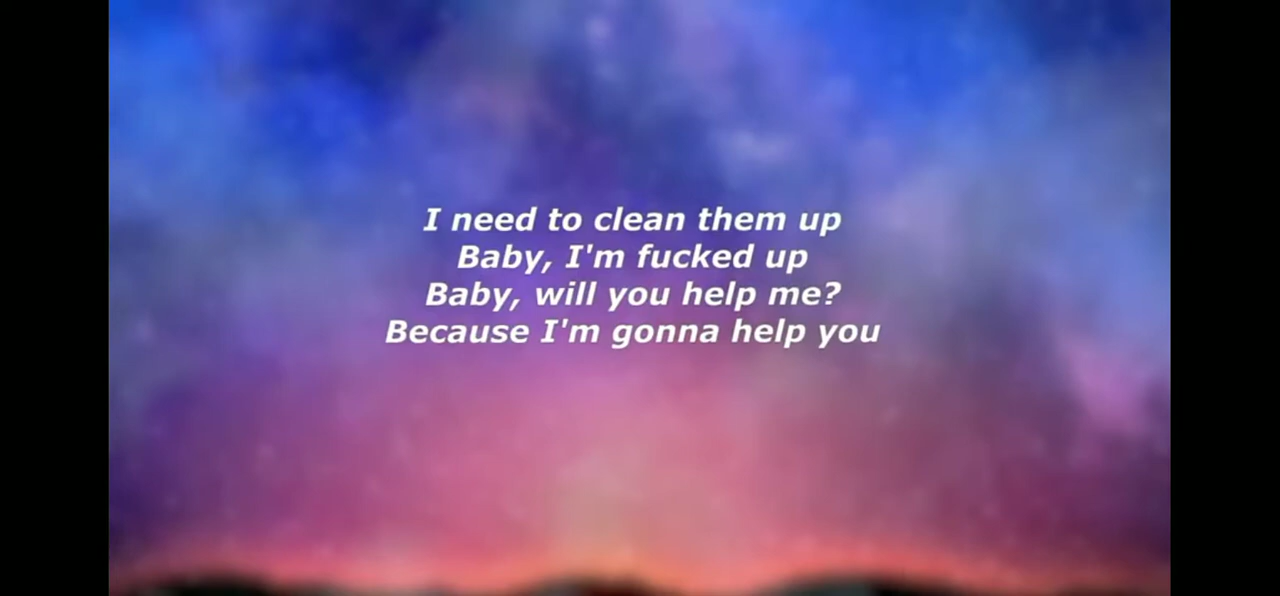 I need to clean them up
Baby, I'm fucked up
Baby, will you help me?
Because I'm gonna help you